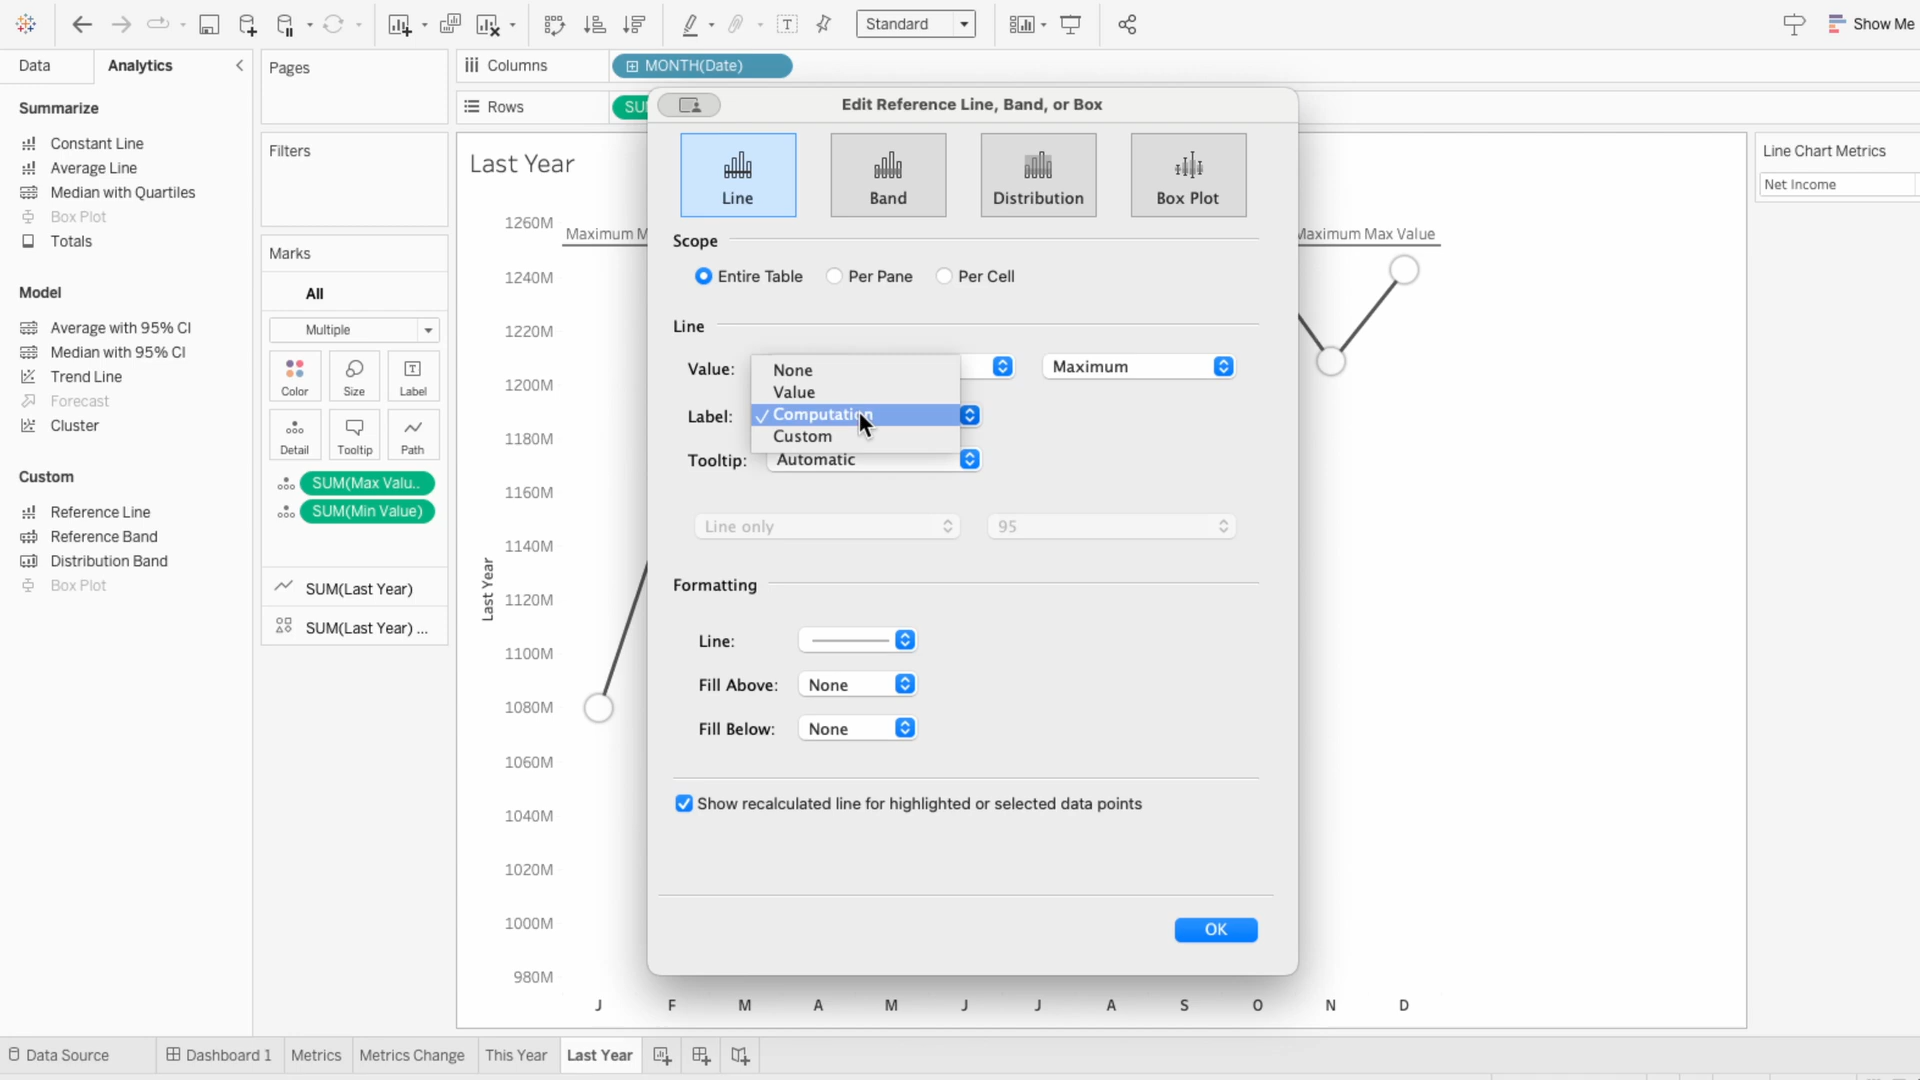 Standard
Show Me
Data
Analytics
Summarize
Constant Line
Average Line
Median with Quartiles
Box Plot
Totals
Model
Average with 95% CI
Median with 95% CI
Trend Line
Forecast
Cluster
Custom
Reference Line
Reference Band
Distribution Band
Box Plot
Pages
Filters
Marks
All
Multiple
Color
Size
Label
Detail
Tooltip
Path
SUM(Max Valu..
SUM(Min Value)
SUM(Last Year)
SUM(Last Year) ...
Columns
MONTH(Date)
Rows
SU
Last Year
1260M
1240M
1220M
1200M
1180M
1160M
1140M
1120M
1100M
1080M
1060M
1040M
1020M
1000M
980M
Last Year
Maximum M
Maximum Max Value
J F M A M J J A S O N D
Edit Reference Line, Band, or Box
Line
Band
Distribution
Box Plot
Scope
Entire Table
Per Pane
Per Cell
Line
Value:
Maximum
Label:
None
Value
✓ Computation
Custom
Tooltip:
Automatic
Line only
95
Formatting
Line:
Fill Above:
None
Fill Below:
None
Show recalculated line for highlighted or selected data points
OK
Line Chart Metrics
Net Income
Data Source
Dashboard 1
Metrics
Metrics Change
This Year
Last Year